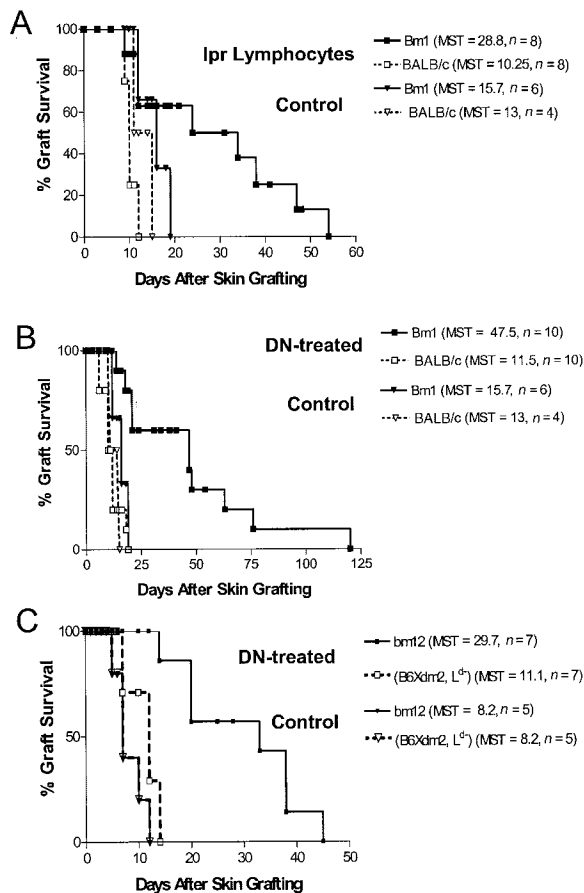 A
lpr Lymphocytes
Control
Bm1 (MST = 28.8, n = 8)
BALB/c (MST = 10.25, n = 8)
Bm1 (MST = 15.7, n = 6)
BALB/c (MST = 13, n = 4)
% Graft Survival
100
80
60
40
20
0
0 10 20 30 40 50 60
Days After Skin Grafting
B
DN-treated
Control
Bm1 (MST = 47.5, n = 10)
BALB/c (MST = 11.5, n = 10)
Bm1 (MST = 15.7, n = 6)
BALB/c (MST = 13, n = 4)
% Graft Survival
100
50
0
0 25 50 75 100 125
Days After Skin Grafting
C
DN-treated
Control
bm12 (MST = 29.7, n = 7)
(B6Xdm2, Ld-) (MST = 11.1, n = 7)
bm12 (MST = 8.2, n = 5)
(B6Xdm2, Ld-) (MST = 8.2, n = 5)
% Graft Survival
100
50
0
0 10 20 30 40 50
Days After Skin Grafting